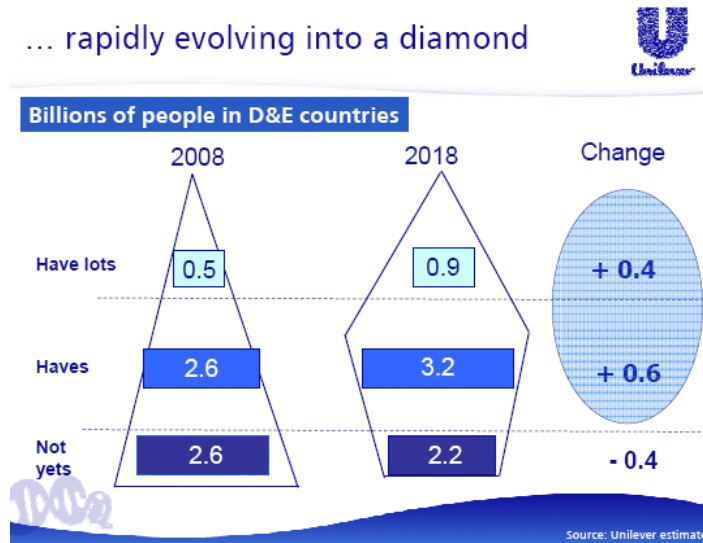 ... rapidly evolving into a diamond
Unilever
Billions of people in D&E countries
2008 2018 Change
Have lots 0.5 0.9 + 0.4
Haves 2.6 3.2 + 0.6
Not
yets 2.6 2.2 - 0.4
Source: Unilever estimate